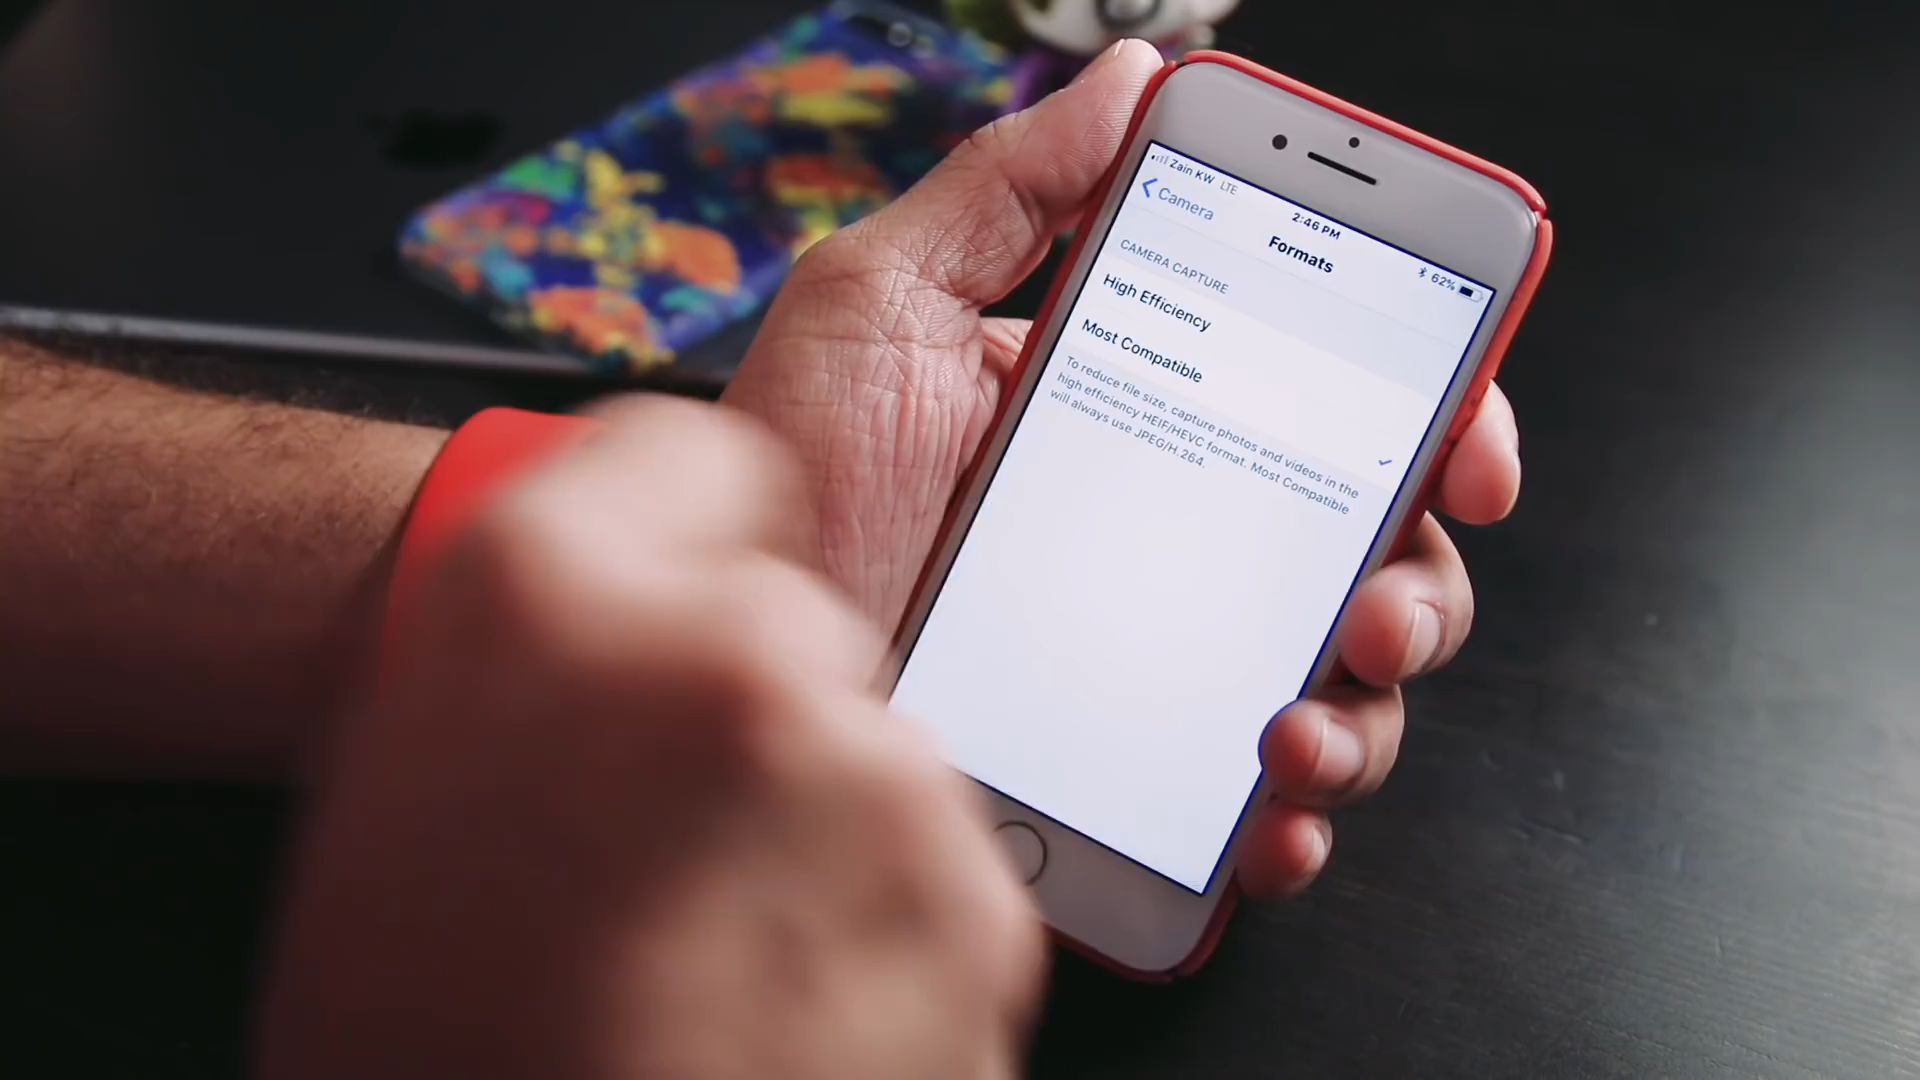 Zain KW LTE
2:46 PM
62%
Camera
Formats
CAMERA CAPTURE
High Efficiency
Most Compatible
To reduce file size, capture photos and videos in the
high efficiency HEIF/HEVC format. Most Compatible
will always use JPEG/H.264.